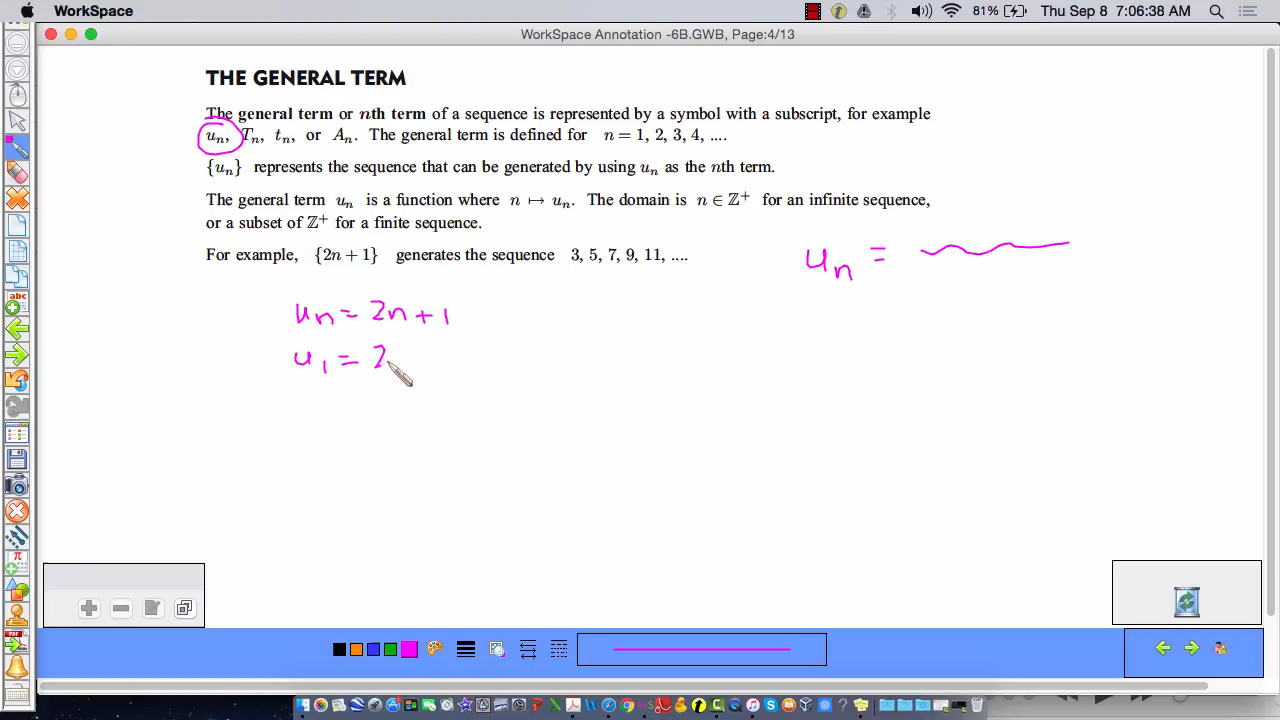 WorkSpace 81% Thu Sep 8 7:06:38 AM
WorkSpace Annotation -6B.GWB, Page:4/13
THE GENERAL TERM
The general term or nth term of a sequence is represented by a symbol with a subscript, for example
uₙ, Tₙ, tₙ, or Aₙ. The general term is defined for n = 1, 2, 3, 4, ....
{uₙ} represents the sequence that can be generated by using uₙ as the nth term.
The general term uₙ is a function where n ↦ uₙ. The domain is n ∈ ℤ⁺ for an infinite sequence,
or a subset of ℤ⁺ for a finite sequence.
For example, {2n + 1} generates the sequence 3, 5, 7, 9, 11, ....
uₙ =
uₙ = 2n + 1
u₁ = 2
abc
π
PDF